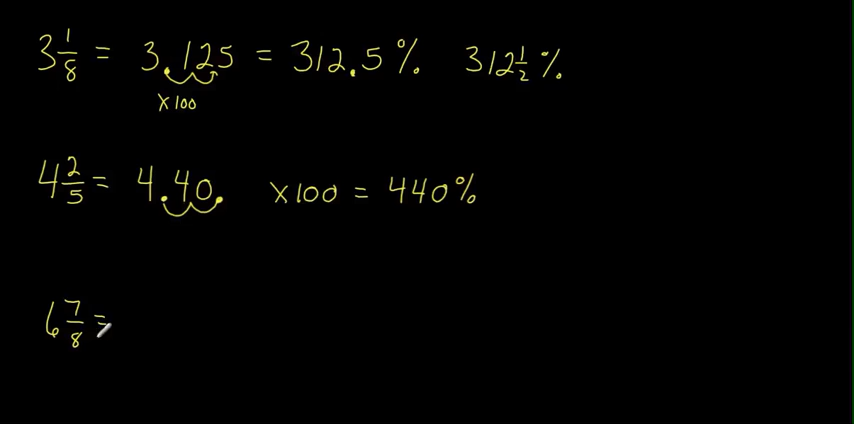 3 1/8 = 3.125 = 312.5% 312 1/2 %
x100
4 2/5 = 4.40. x100 = 440%
6 7/8 =